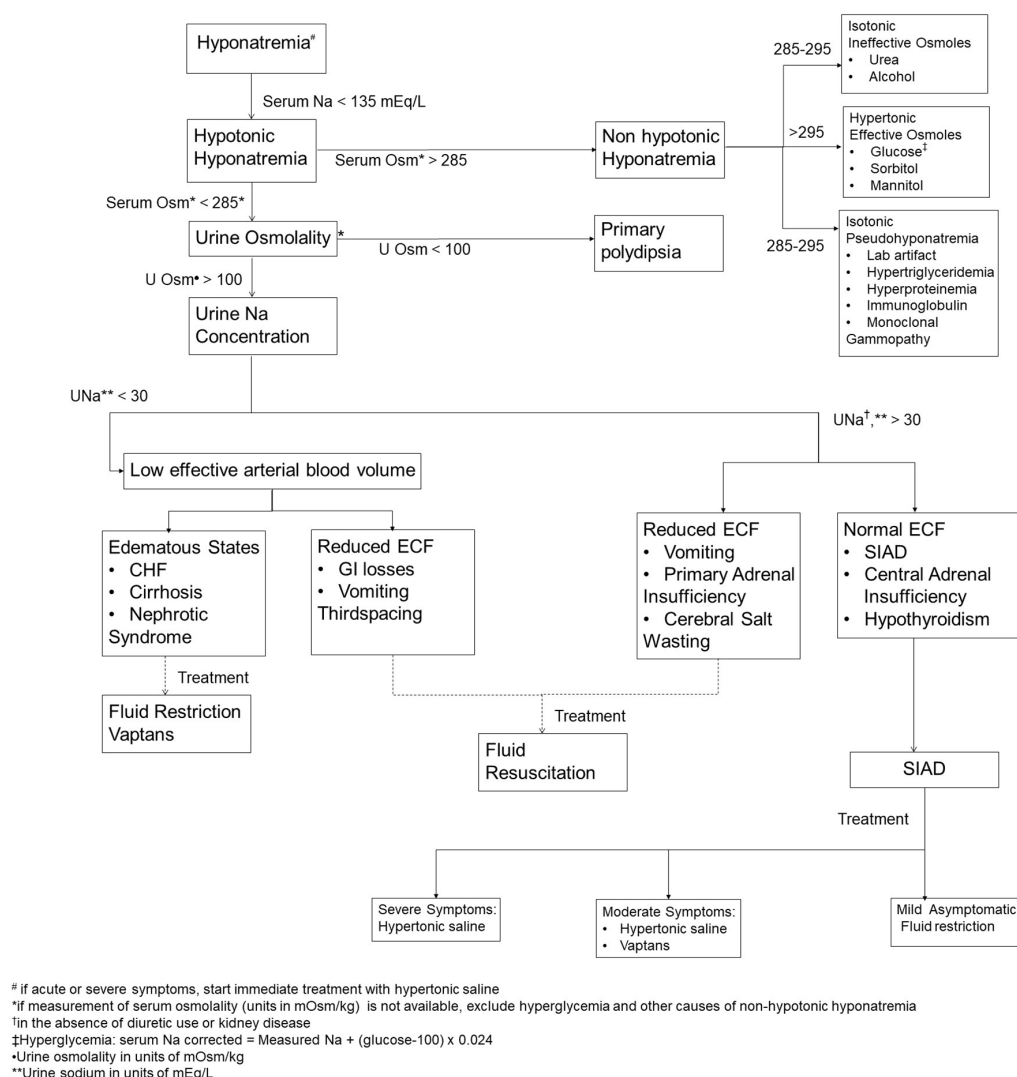 Hyponatremia#
Serum Na < 135 mEq/L
Hypotonic
Hyponatremia
Serum Osm* > 285
Non hypotonic
Hyponatremia
285-295
Isotonic
Ineffective Osmoles
• Urea
• Alcohol
>295
Hypertonic
Effective Osmoles
• Glucose‡
• Sorbitol
• Mannitol
285-295
Isotonic
Pseudohyponatremia
• Lab artifact
• Hypertriglyceridemia
• Hyperproteinemia
• Immunoglobulin
• Monoclonal
Gammopathy
Serum Osm* < 285*
Urine Osmolality*
U Osm < 100
Primary
polydipsia
U Osm• > 100
Urine Na
Concentration
UNa** < 30
UNa†,** > 30
Low effective arterial blood volume
Edematous States
• CHF
• Cirrhosis
• Nephrotic
Syndrome
Reduced ECF
• GI losses
• Vomiting
Thirdspacing
Reduced ECF
• Vomiting
• Primary Adrenal
Insufficiency
• Cerebral Salt
Wasting
Normal ECF
• SIAD
• Central Adrenal
Insufficiency
• Hypothyroidism
Treatment
Fluid Restriction
Vaptans
Treatment
Fluid
Resuscitation
SIAD
Treatment
Severe Symptoms:
Hypertonic saline
Moderate Symptoms:
• Hypertonic saline
• Vaptans
Mild Asymptomatic
Fluid restriction
# if acute or severe symptoms, start immediate treatment with hypertonic saline
*if measurement of serum osmolality (units in mOsm/kg) is not available, exclude hyperglycemia and other causes of non-hypotonic hyponatremia
†in the absence of diuretic use or kidney disease
‡Hyperglycemia: serum Na corrected = Measured Na + (glucose-100) x 0.024
•Urine osmolality in units of mOsm/kg
**Urine sodium in units of mEq/L